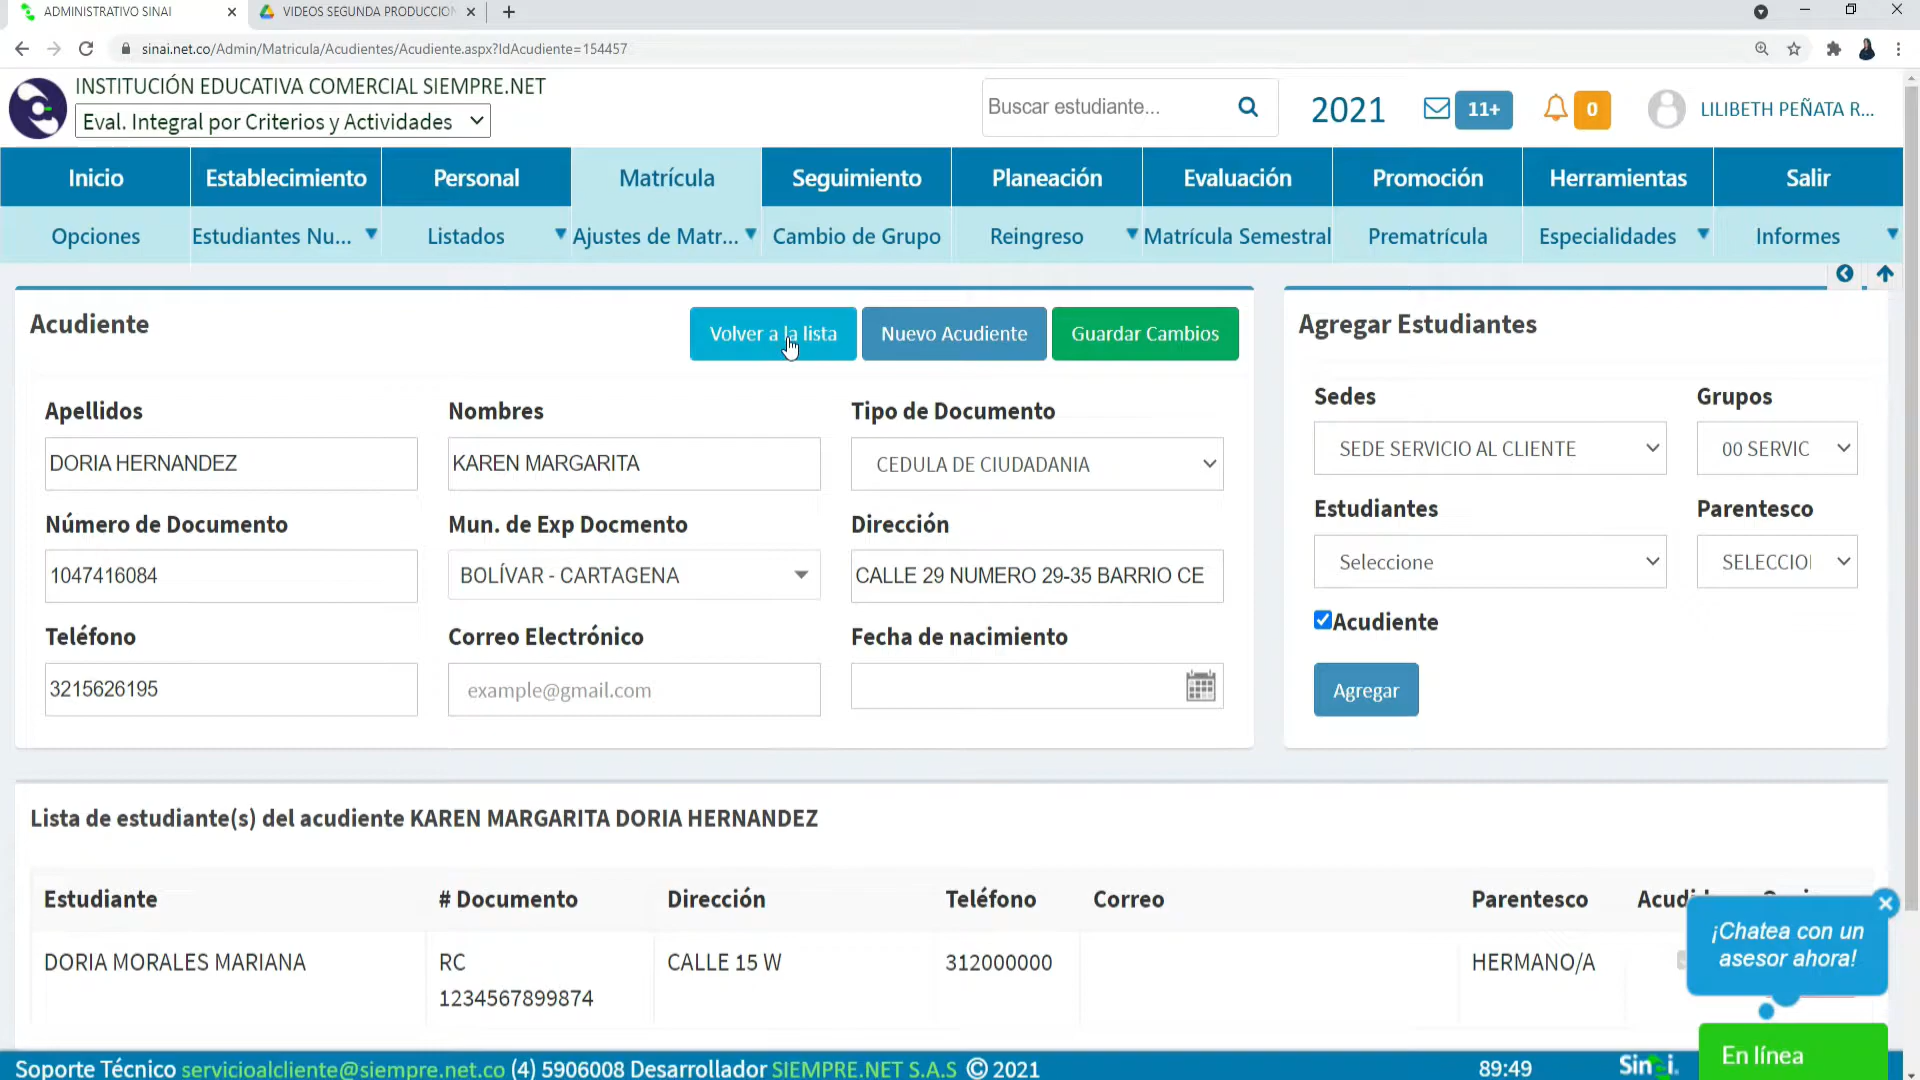 ADMINISTRATIVO SINAI
VIDEOS SEGUNDA PRODUCCION
sinai.net.co/Admin/Matricula/Acudientes/Acudiente.aspx?IdAcudiente=154457
INSTITUCIÓN EDUCATIVA COMERCIAL SIEMPRE.NET
Eval. Integral por Criterios y Actividades
Buscar estudiante...
2021
11+
0
LILIBETH PEÑATA R...
Inicio
Establecimiento
Personal
Matrícula
Seguimiento
Planeación
Evaluación
Promoción
Herramientas
Salir
Opciones
Estudiantes Nu...
Listados
Ajustes de Matr...
Cambio de Grupo
Reingreso
Matrícula Semestral
Prematrícula
Especialidades
Informes
Acudiente
Volver a la lista
Nuevo Acudiente
Guardar Cambios
Apellidos
Nombres
Tipo de Documento
DORIA HERNANDEZ
KAREN MARGARITA
CEDULA DE CIUDADANIA
Número de Documento
Mun. de Exp Docmento
Dirección
1047416084
BOLÍVAR - CARTAGENA
CALLE 29 NUMERO 29-35 BARRIO CE
Teléfono
Correo Electrónico
Fecha de nacimiento
3215626195
example@gmail.com
Agregar Estudiantes
Sedes
Grupos
SEDE SERVICIO AL CLIENTE
00 SERVIC
Estudiantes
Parentesco
Seleccione
SELECCIO
Acudiente
Agregar
Lista de estudiante(s) del acudiente KAREN MARGARITA DORIA HERNANDEZ
Estudiante
# Documento
Dirección
Teléfono
Correo
Parentesco
DORIA MORALES MARIANA
RC
1234567899874
CALLE 15 W
312000000
HERMANO/A
¡Chatea con un
asesor ahora!
En línea
Soporte Técnico servicioalcliente@siempre.net.co (4) 5906008 Desarrollador SIEMPRE.NET S.A.S © 2021
89:49
Sinai.